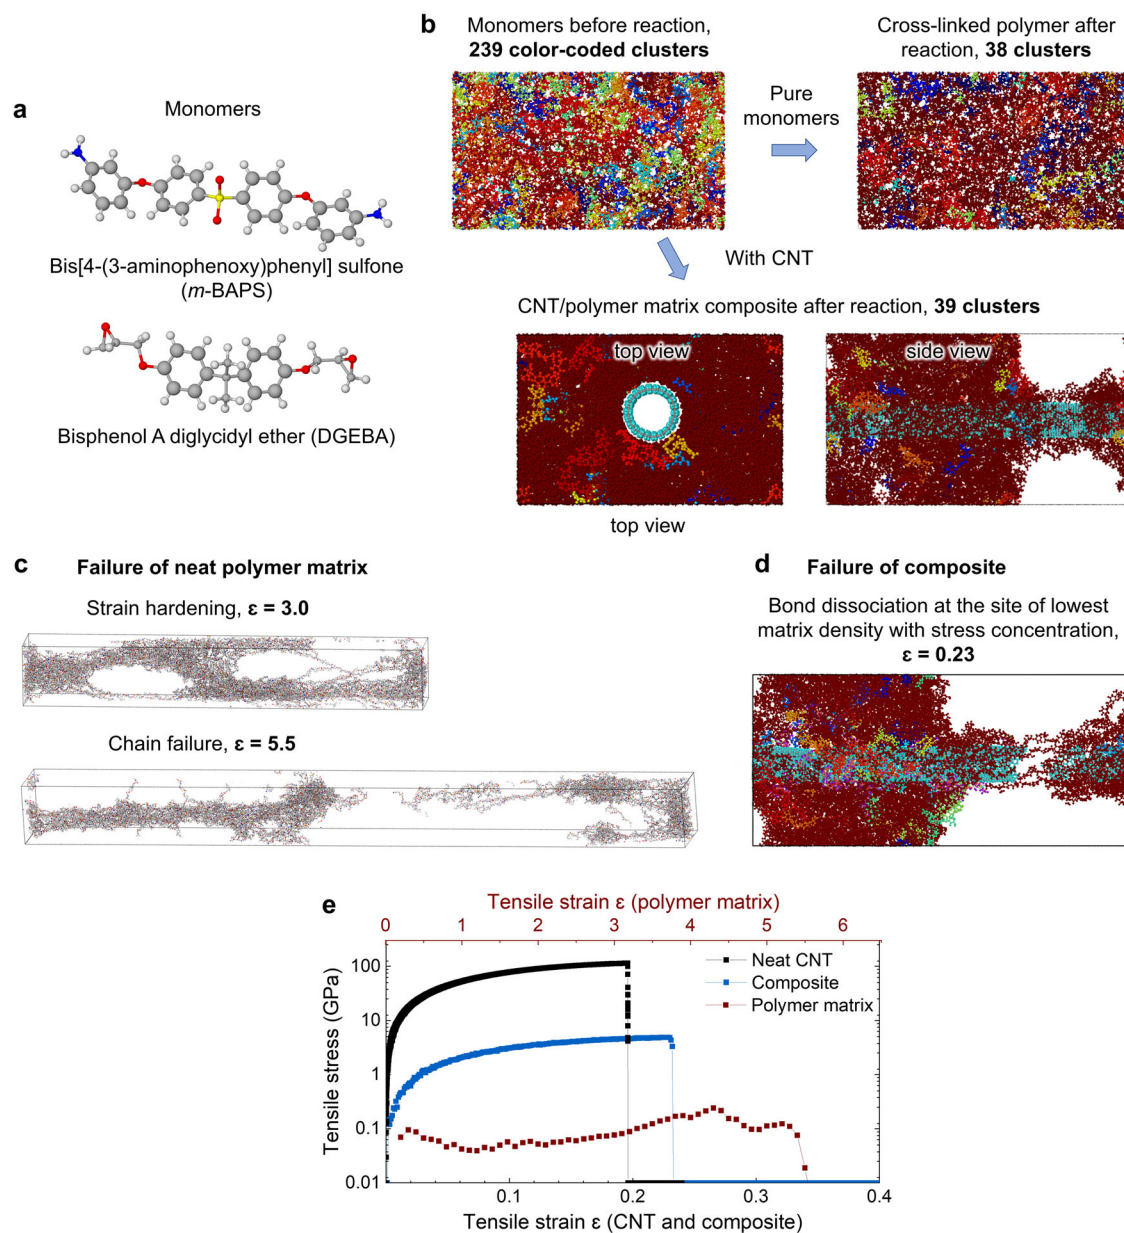 a
Monomers
Bis[4-(3-aminophenoxy)phenyl] sulfone
(m-BAPS)
Bisphenol A diglycidyl ether (DGEBA)
b
Monomers before reaction,
239 color-coded clusters
Pure
monomers
Cross-linked polymer after
reaction, 38 clusters
With CNT
CNT/polymer matrix composite after reaction, 39 clusters
top view
side view
top view
c
Failure of neat polymer matrix
Strain hardening, ε = 3.0
Chain failure, ε = 5.5
d
Failure of composite
Bond dissociation at the site of lowest
matrix density with stress concentration,
ε = 0.23
e
Tensile strain ε (polymer matrix)
0 1 2 3 4 5 6
Neat CNT
Composite
Polymer matrix
Tensile stress (GPa)
100
10
1
0.1
0.01
0.1 0.2 0.3 0.4
Tensile strain ε (CNT and composite)